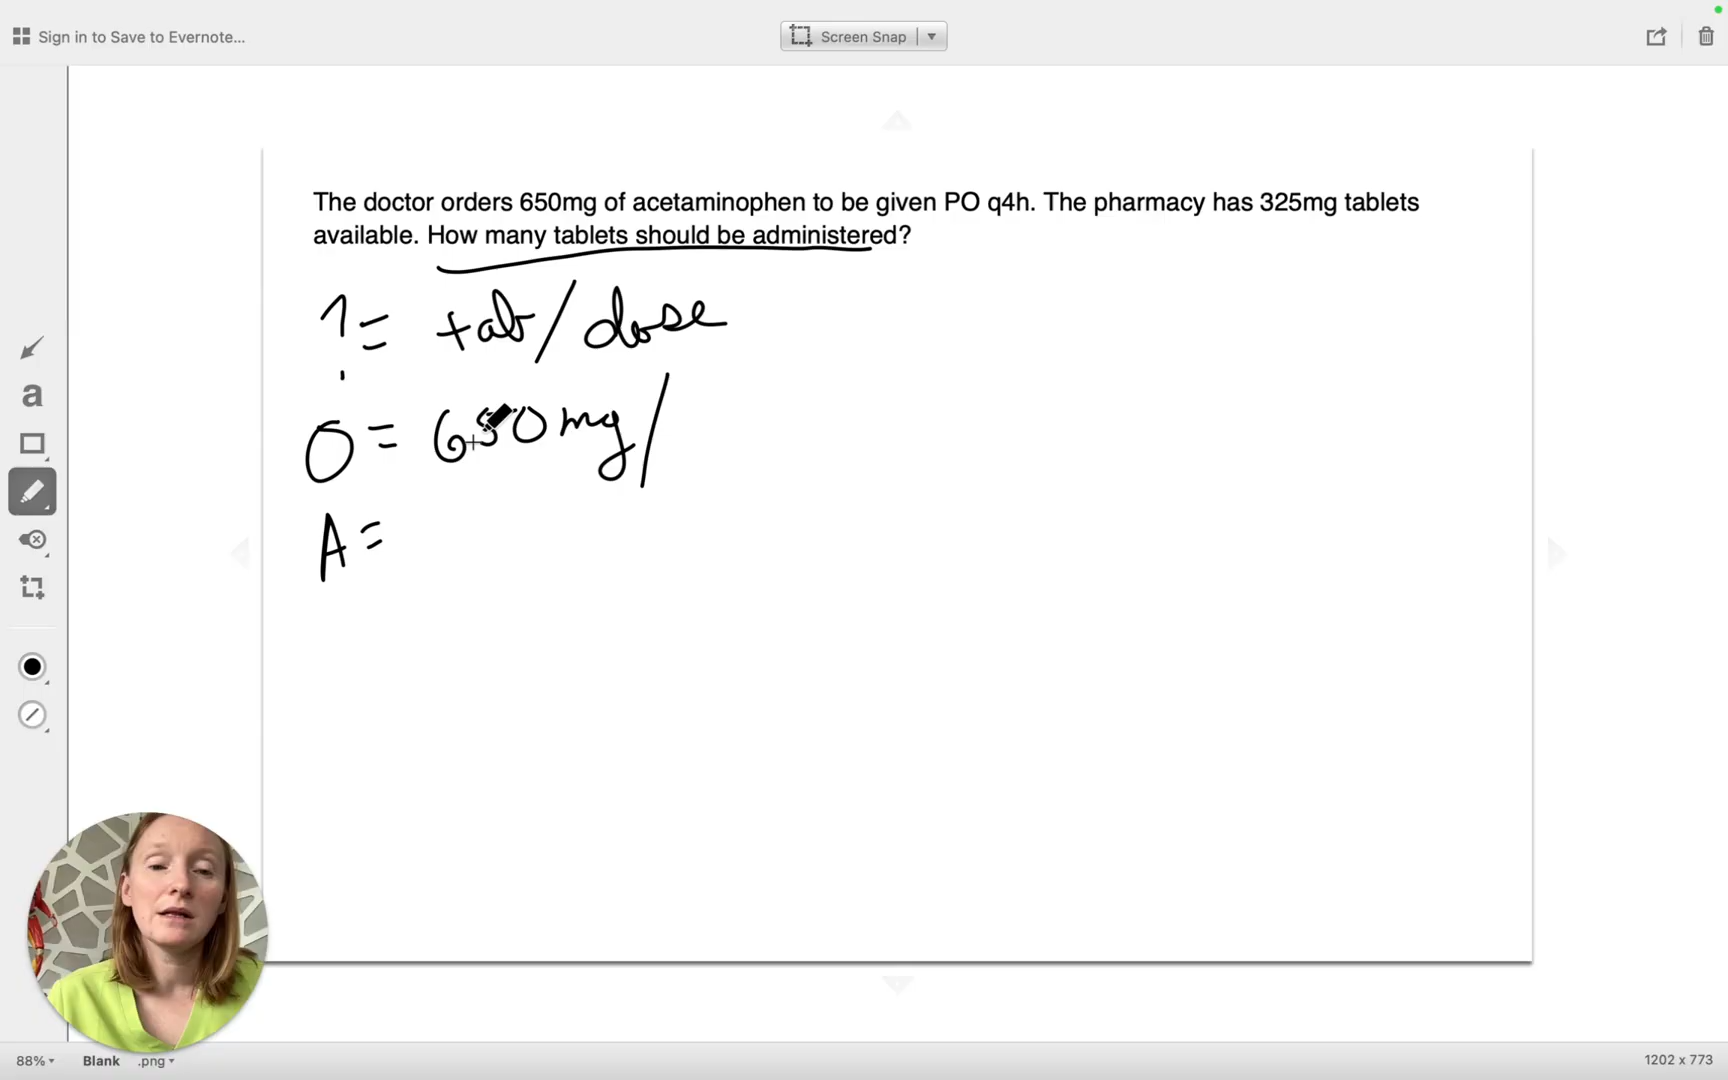 Sign in to Save to Evernote...
Screen Snap
The doctor orders 650mg of acetaminophen to be given PO q4h. The pharmacy has 325mg tablets
available. How many tablets should be administered?
? = tab/dose
O = 650 mg/
A =
a
88%
Blank
.png
1202 x 773